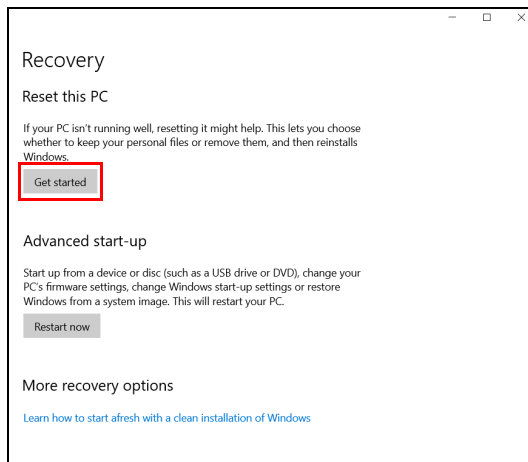 Recovery
Reset this PC
If your PC isn't running well, resetting it might help. This lets you choose
whether to keep your personal files or remove them, and then reinstalls
Windows.
Get started
Advanced start-up
Start up from a device or disc (such as a USB drive or DVD), change your
PC's firmware settings, change Windows start-up settings or restore
Windows from a system image. This will restart your PC.
Restart now
More recovery options
Learn how to start afresh with a clean installation of Windows